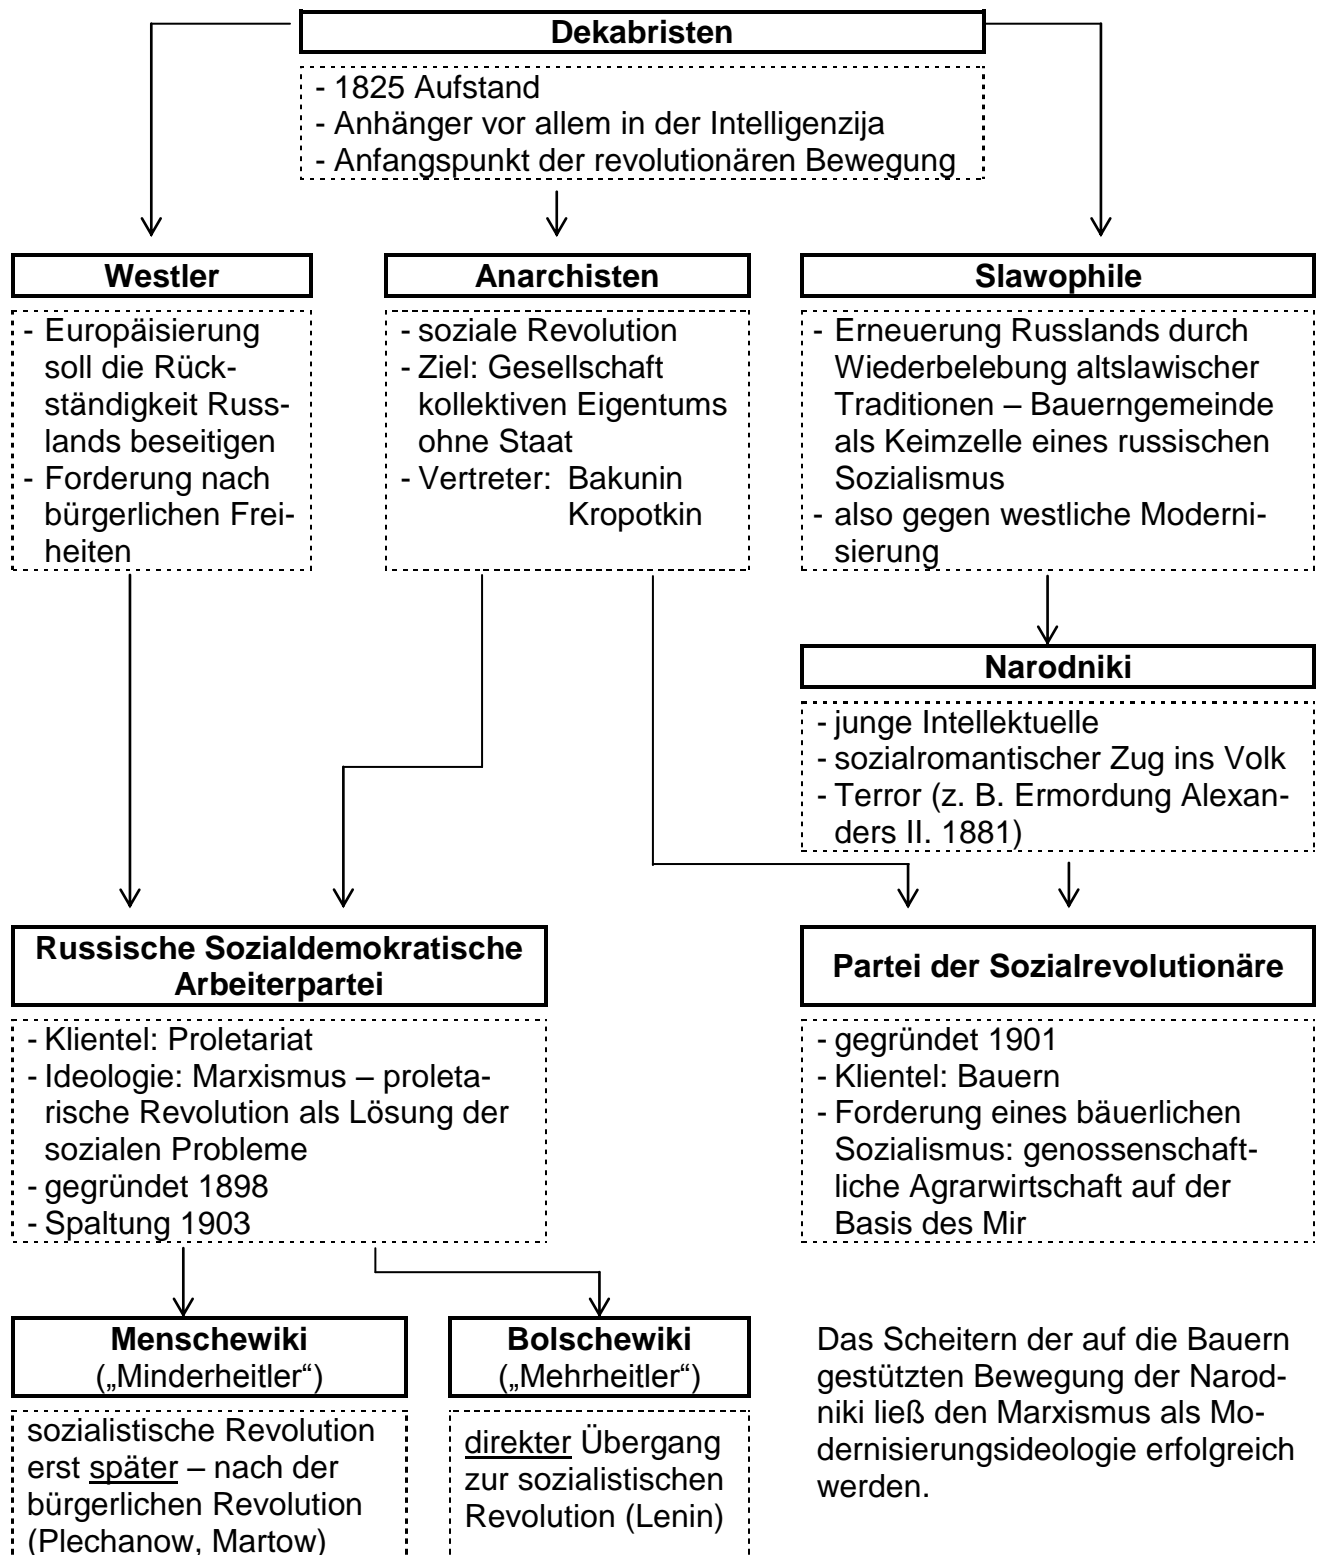 Dekabristen
- 1825 Aufstand
- Anhänger vor allem in der Intelligenzija
- Anfangspunkt der revolutionären Bewegung
Westler
- Europäisierung
soll die Rück-
ständigkeit Russ-
lands beseitigen
- Forderung nach
bürgerlichen Frei-
heiten
Anarchisten
- soziale Revolution
- Ziel: Gesellschaft
kollektiven Eigentums
ohne Staat
- Vertreter: Bakunin
Kropotkin
Slawophile
- Erneuerung Russlands durch
Wiederbelebung altslawischer
Traditionen – Bauerngemeinde
als Keimzelle eines russischen
Sozialismus
- also gegen westliche Moderni-
sierung
Narodniki
- junge Intellektuelle
- sozialromantischer Zug ins Volk
- Terror (z. B. Ermordung Alexan-
ders II. 1881)
Russische Sozialdemokratische
Arbeiterpartei
- Klientel: Proletariat
- Ideologie: Marxismus – proleta-
rische Revolution als Lösung der
sozialen Probleme
- gegründet 1898
- Spaltung 1903
Partei der Sozialrevolutionäre
- gegründet 1901
- Klientel: Bauern
- Forderung eines bäuerlichen
Sozialismus: genossenschaft-
liche Agrarwirtschaft auf der
Basis des Mir
Menschewiki
(„Minderheitler“)
sozialistische Revolution
erst später – nach der
bürgerlichen Revolution
(Plechanow, Martow)
Bolschewiki
(„Mehrheitler“)
direkter Übergang
zur sozialistischen
Revolution (Lenin)
Das Scheitern der auf die Bauern
gestützten Bewegung der Narod-
niki ließ den Marxismus als Mo-
dernisierungsideologie erfolgreich
werden.